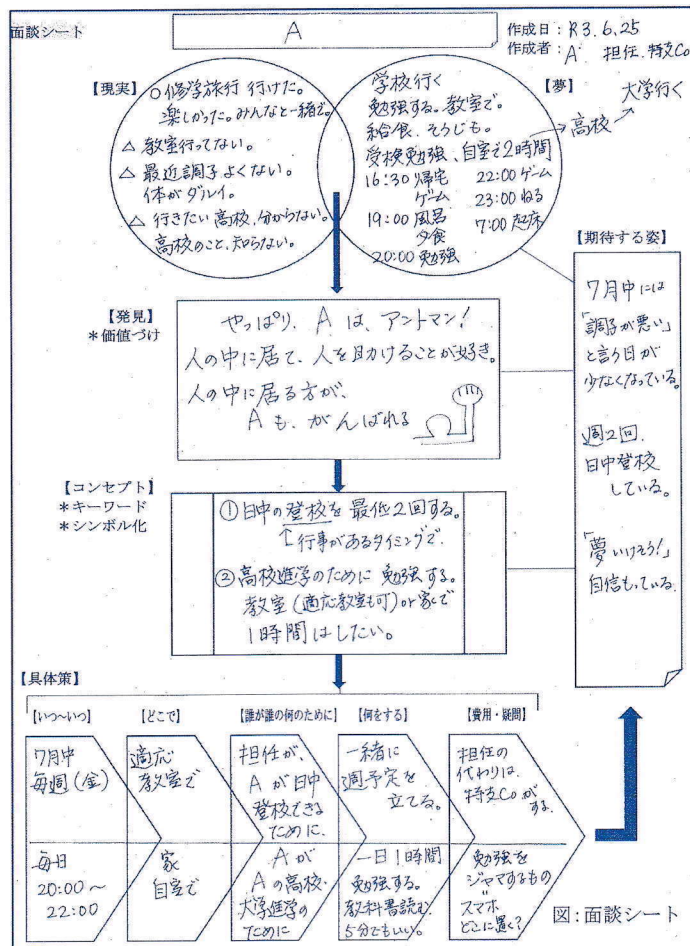 面談シート
A
作成日:R3.6.25
作成者:A 担任、特支Co
【現実】
○修学旅行 行けた。
楽しかった。みんなと一緒で。
△ 教室行ってない。
△ 最近調子よくない。
体がダルイ。
△ 行きたい高校、分からない。
高校のこと、知らない。
【夢】
学校行く
勉強する。教室で。
給食、そうじも。
受検勉強、自室で2時間
16:30 帰宅
ゲーム
19:00 風呂
夕食
20:00 勉強
22:00 ゲーム
23:00 ねる
7:00 起床
高校
大学行く
【発見】
*価値づけ
やっぱり、Aは、アントマン!
人の中に居て、人を助けることが好き。
人の中に居る方が、
Aも、がんばれる
【コンセプト】
*キーワード
*シンボル化
①日中の登校を最低2回する。
↑行事があるタイミングで。
②高校進学のために勉強する。
教室(適応教室も可)or家で
1時間はしたい。
【期待する姿】
7月中には
「調子が悪い」
と言う日が
少なくなっている。
週2回、
日中登校
している。
「夢いけそう!」
自信もっている。
【具体策】
【いつ~いつ】
【どこで】
【誰が誰の何のために】
【何をする】
【費用・疑問】
7月中
毎週(金)
適応
教室で
担任が、
Aが日中
登校できる
ために、
一緒に
週予定を
立てる。
担任の
代わりは、
特支Coが
する。
毎日
20:00~
22:00
家
自室で
Aが
Aの高校・
大学進学の
ために
一日1時間
勉強する。
教科書読む、
5分でもいい。
勉強を
ジャマするもの
〃
スマホ
どこに置く?
図:面談シート